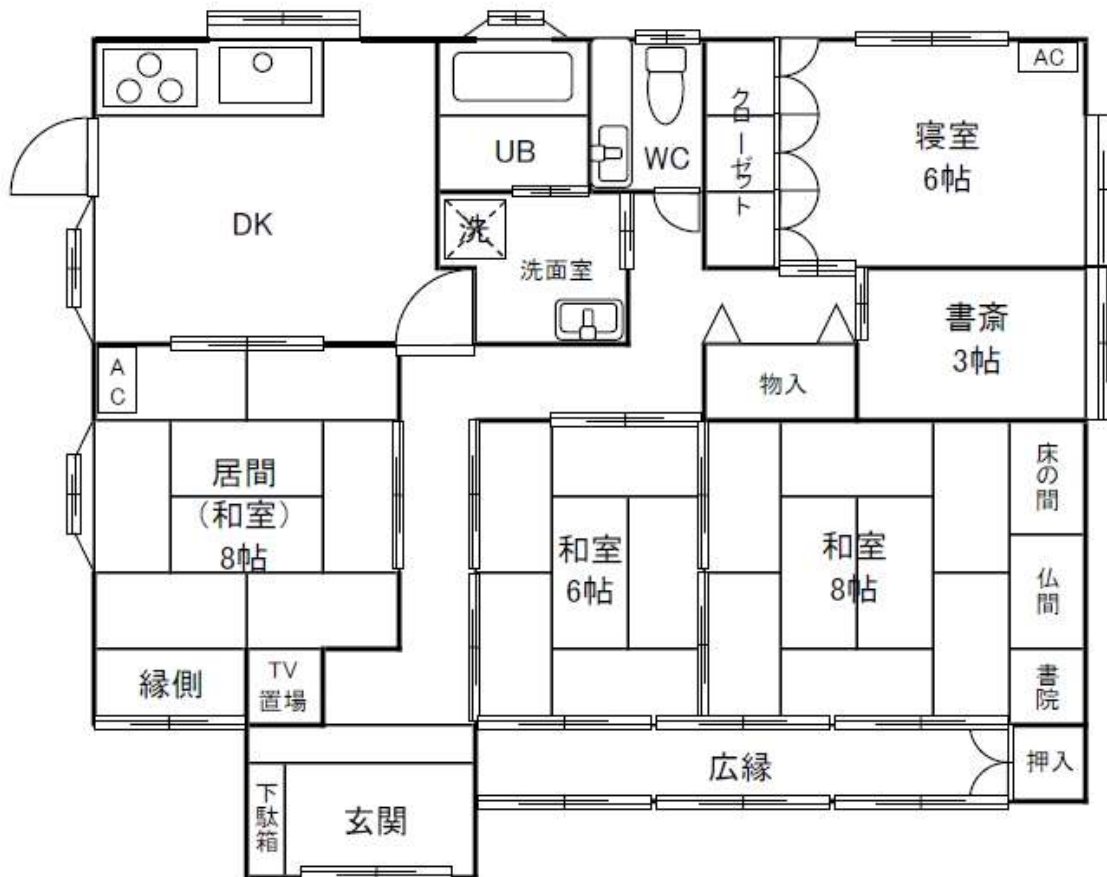 AC
クローゼット
寝室
6帖
UB
WC
DK
洗
洗面室
書斎
3帖
AC
物入
居間
(和室)
8帖
和室
6帖
和室
8帖
床の間
仏間
書院
縁側
TV
置場
広縁
押入
下駄箱
玄関